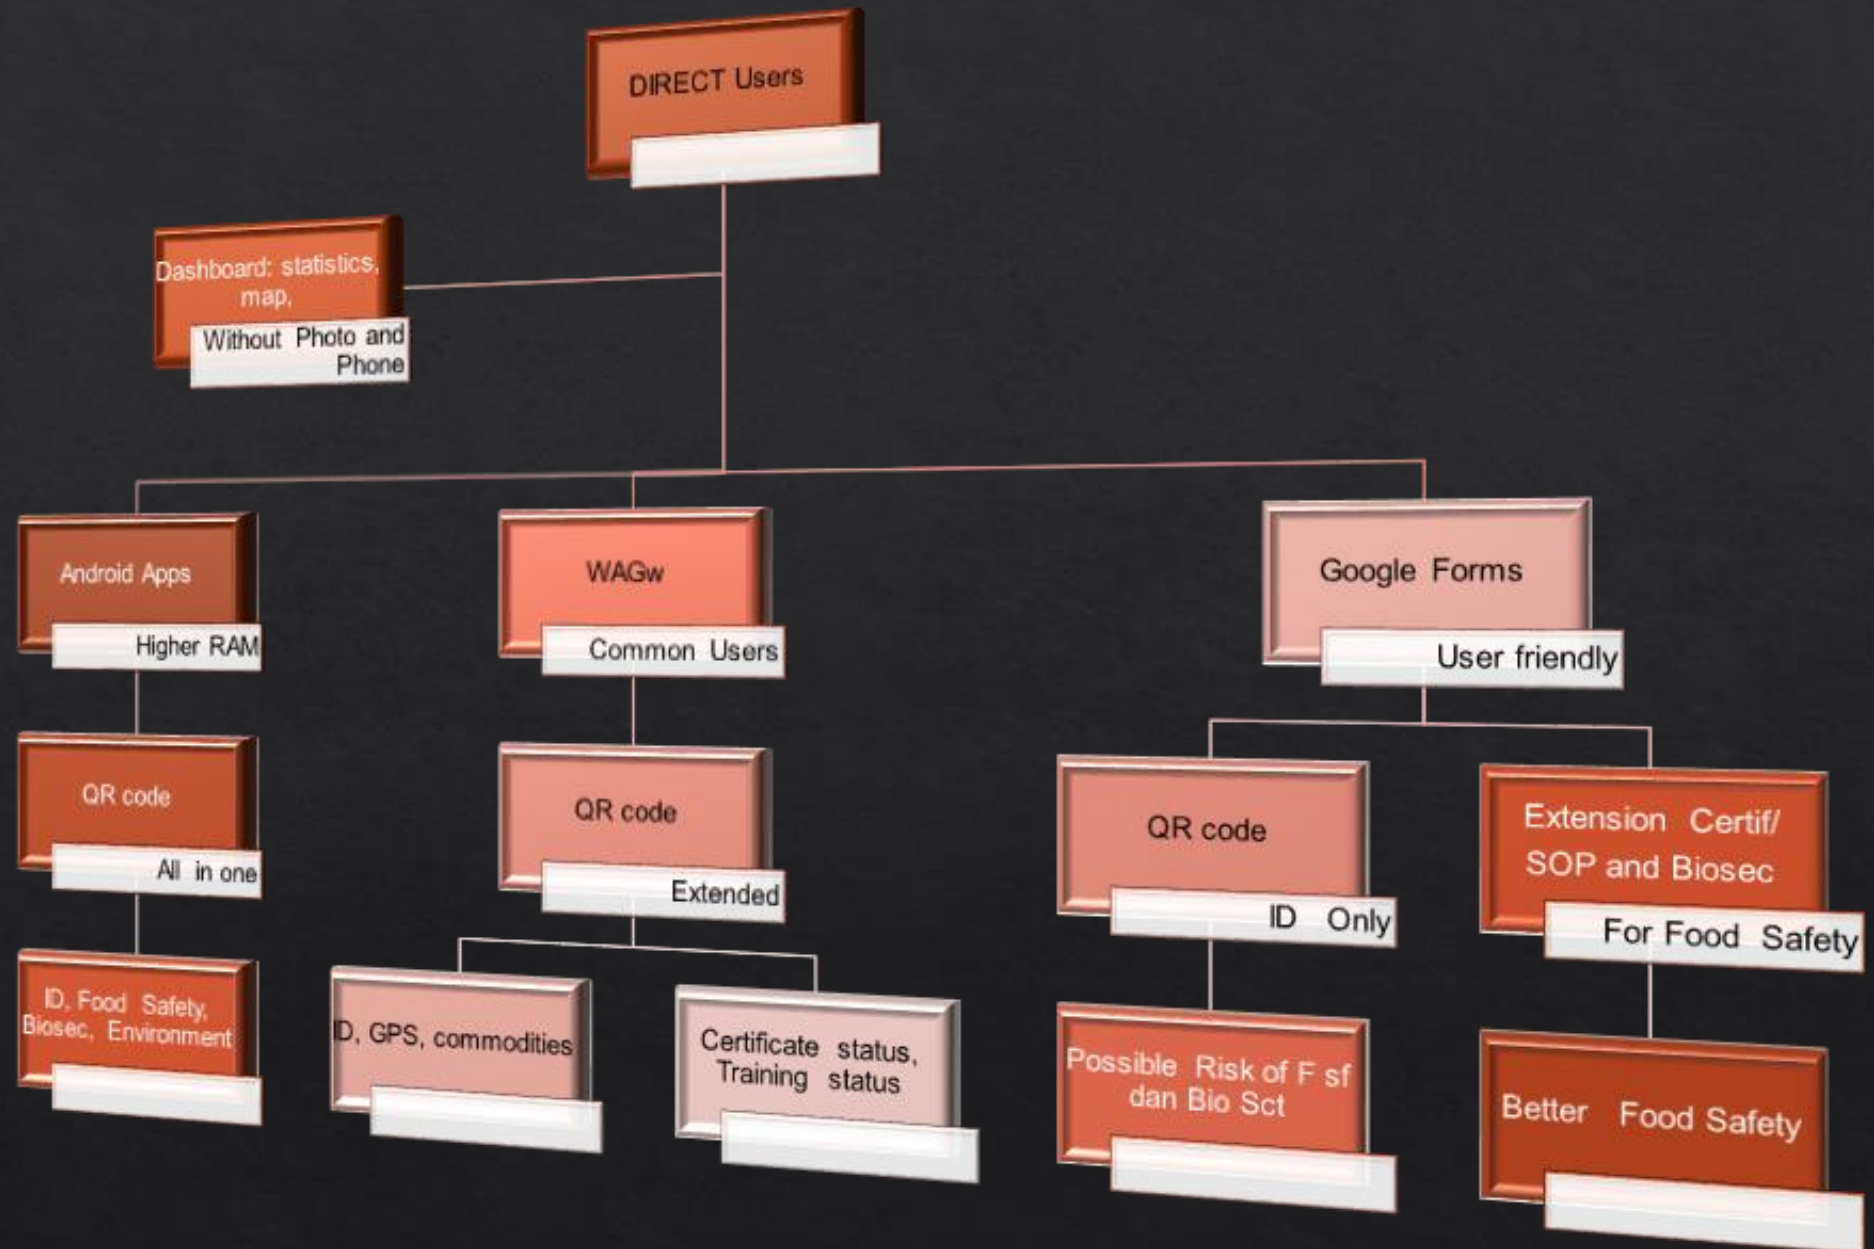 DIRECT Users
Dashboard: statistics,
map,
Without Photo and
Phone
Android Apps
Higher RAM
WAGw
Common Users
Google Forms
User friendly
QR code
All in one
QR code
Extended
QR code
ID Only
Extension Certif/
SOP and Biosec
For Food Safety
ID, Food Safety,
Biosec, Environment
ID, GPS, commodities
Certificate status,
Training status
Possible Risk of F sf
dan Bio Sct
Better Food Safety